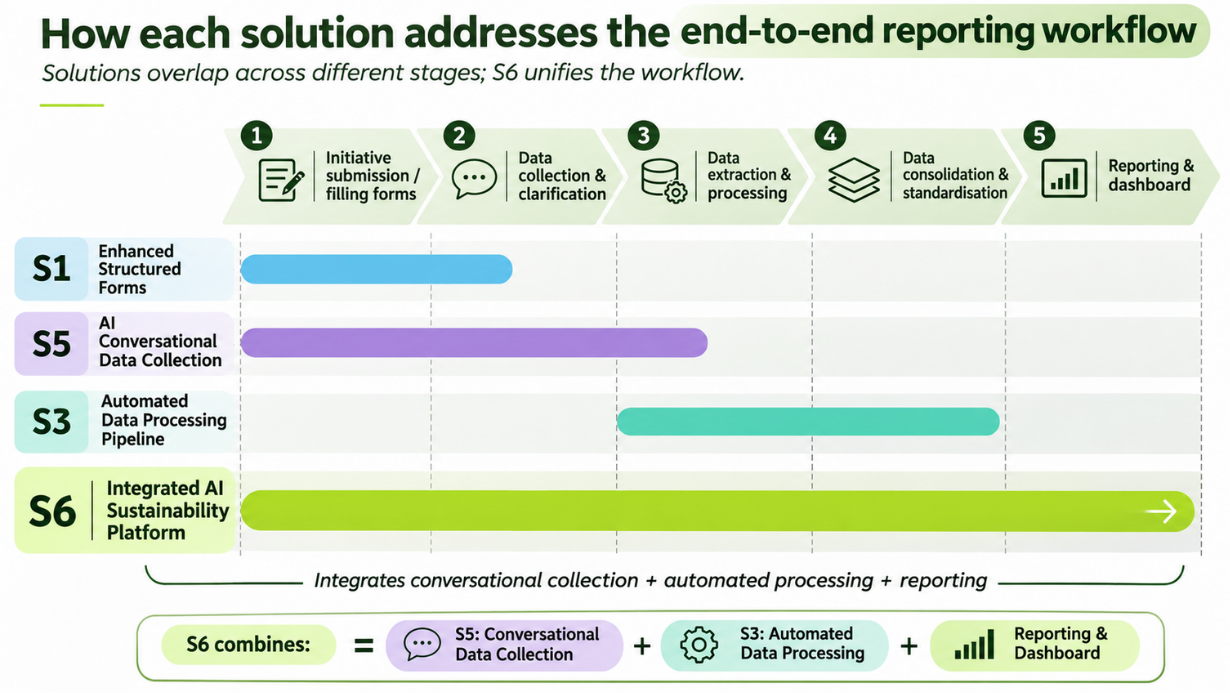 How each solution addresses the end-to-end reporting workflow
Solutions overlap across different stages; S6 unifies the workflow.
1
Initiative
submission /
filling forms
2
Data
collection &
clarification
3
Data
extraction &
processing
4
Data
consolidation &
standardisation
5
Reporting &
dashboard
S1
Enhanced
Structured
Forms
S5
AI
Conversational
Data Collection
S3
Automated
Data Processing
Pipeline
S6
Integrated AI
Sustainability
Platform
Integrates conversational collection + automated processing + reporting
S6 combines:
=
S5: Conversational
Data Collection
+
S3: Automated
Data Processing
+
Reporting &
Dashboard